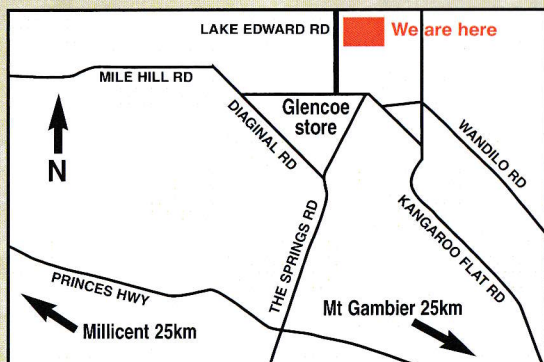 LAKE EDWARD RD
We are here
MILE HILL RD
Glencoe
store
DIAGINAL RD
WANDILO RD
N
KANGAROO FLAT RD
THE SPRINGS RD
PRINCES HWY
Mt Gambier 25km
Millicent 25km